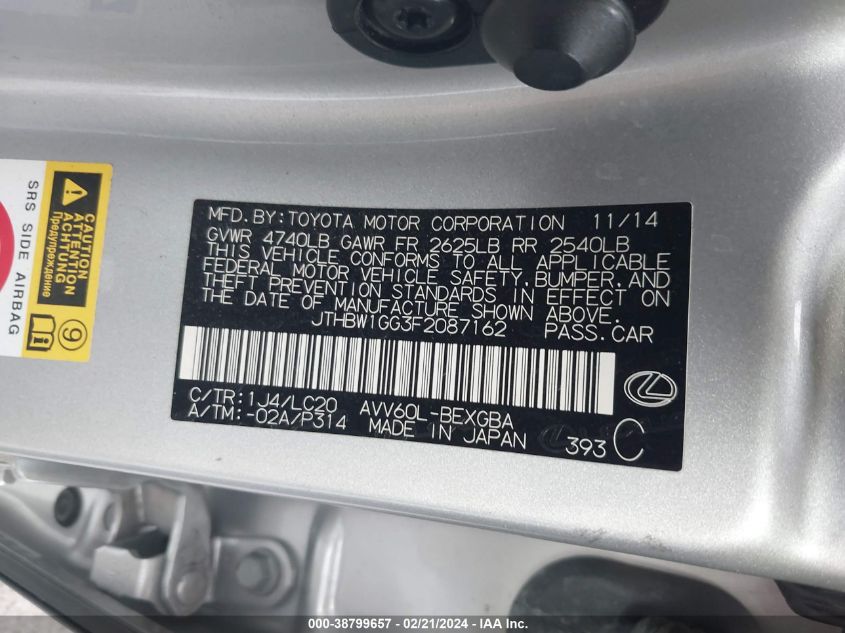 MFD. BY: TOYOTA MOTOR CORPORATION 11/14
GVWR 4740LB GAWR FR 2625LB RR 2540LB
THIS VEHICLE CONFORMS TO ALL APPLICABLE
FEDERAL MOTOR VEHICLE SAFETY, BUMPER, AND
THEFT PREVENTION STANDARDS IN EFFECT ON
THE DATE OF MANUFACTURE SHOWN ABOVE.
JTHBW1GG3F2087162 PASS. CAR
C/TR: 1J4/LC20 AVV60L-BEXGBA
A/TM: -02A/P314 MADE IN JAPAN 393 C
CAUTION
ATTENTION
ACHTUNG
Предупреждение
SRS SIDE AIRBAG
9
i
000-38799657 - 02/21/2024 - IAA Inc.